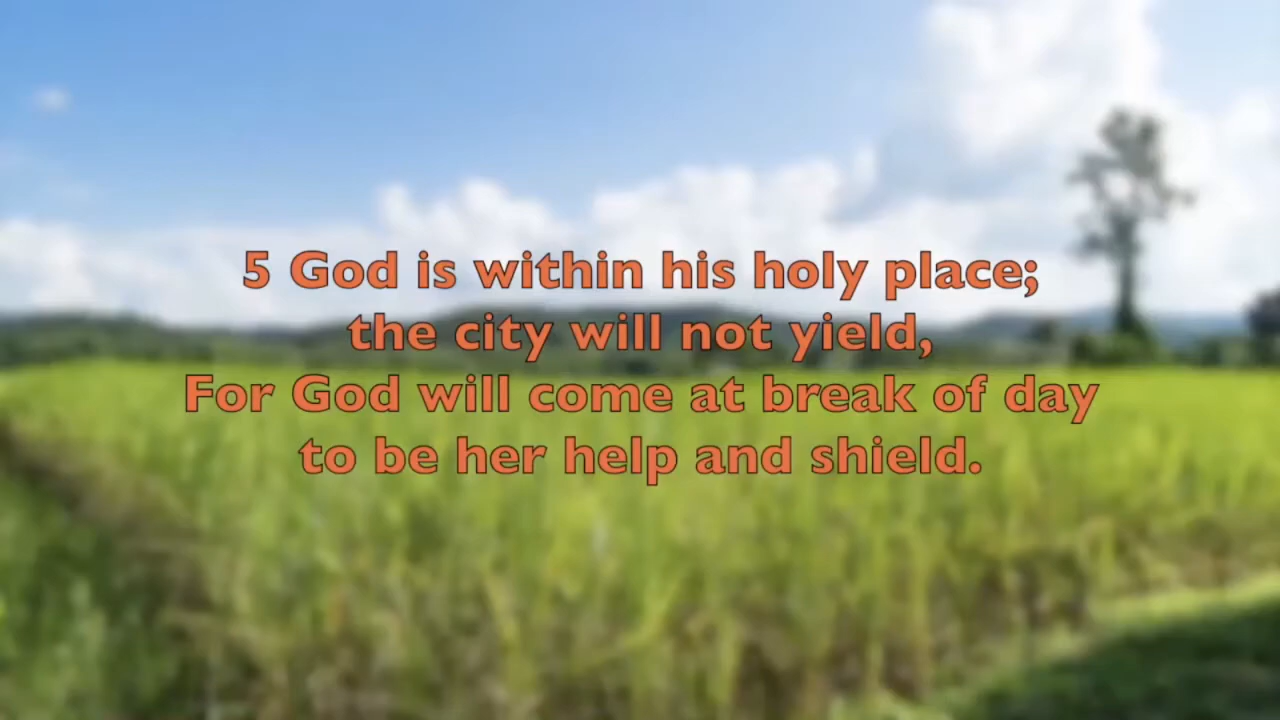 5 God is within his holy place;
the city will not yield,
For God will come at break of day
to be her help and shield.